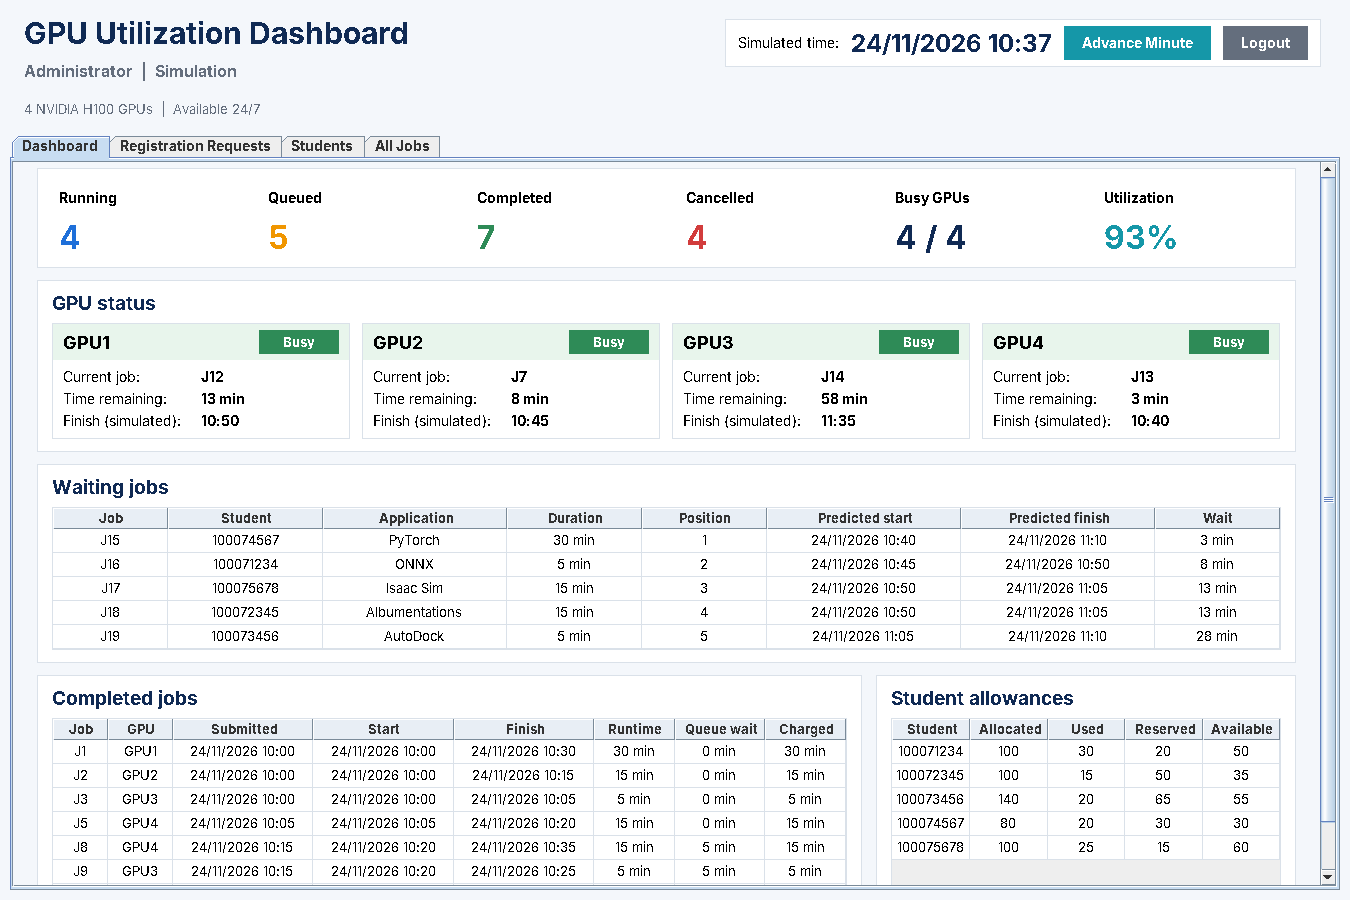 GPU Utilization Dashboard
Administrator | Simulation
4 NVIDIA H100 GPUs | Available 24/7
Simulated time: 24/11/2026 10:37 Advance Minute Logout
Dashboard Registration Requests Students All Jobs
Running Queued Completed Cancelled Busy GPUs Utilization
4 5 7 4 4 / 4 93%
GPU status
GPU1 Busy GPU2 Busy GPU3 Busy GPU4 Busy
Current job: J12 Current job: J7 Current job: J14 Current job: J13
Time remaining: 13 min Time remaining: 8 min Time remaining: 58 min Time remaining: 3 min
Finish (simulated): 10:50 Finish (simulated): 10:45 Finish (simulated): 11:35 Finish (simulated): 10:40
Waiting jobs
Job Student Application Duration Position Predicted start Predicted finish Wait
J15 100074567 PyTorch 30 min 1 24/11/2026 10:40 24/11/2026 11:10 3 min
J16 100071234 ONNX 5 min 2 24/11/2026 10:45 24/11/2026 10:50 8 min
J17 100075678 Isaac Sim 15 min 3 24/11/2026 10:50 24/11/2026 11:05 13 min
J18 100072345 Albumentations 15 min 4 24/11/2026 10:50 24/11/2026 11:05 13 min
J19 100073456 AutoDock 5 min 5 24/11/2026 11:05 24/11/2026 11:10 28 min
Completed jobs
Job GPU Submitted Start Finish Runtime Queue wait Charged
J1 GPU1 24/11/2026 10:00 24/11/2026 10:00 24/11/2026 10:30 30 min 0 min 30 min
J2 GPU2 24/11/2026 10:00 24/11/2026 10:00 24/11/2026 10:15 15 min 0 min 15 min
J3 GPU3 24/11/2026 10:00 24/11/2026 10:00 24/11/2026 10:05 5 min 0 min 5 min
J5 GPU4 24/11/2026 10:05 24/11/2026 10:05 24/11/2026 10:20 15 min 0 min 15 min
J8 GPU4 24/11/2026 10:15 24/11/2026 10:20 24/11/2026 10:35 15 min 5 min 15 min
J9 GPU3 24/11/2026 10:15 24/11/2026 10:20 24/11/2026 10:25 5 min 5 min 5 min
Student allowances
Student Allocated Used Reserved Available
100071234 100 30 20 50
100072345 100 15 50 35
100073456 140 20 65 55
100074567 80 20 30 30
100075678 100 25 15 60